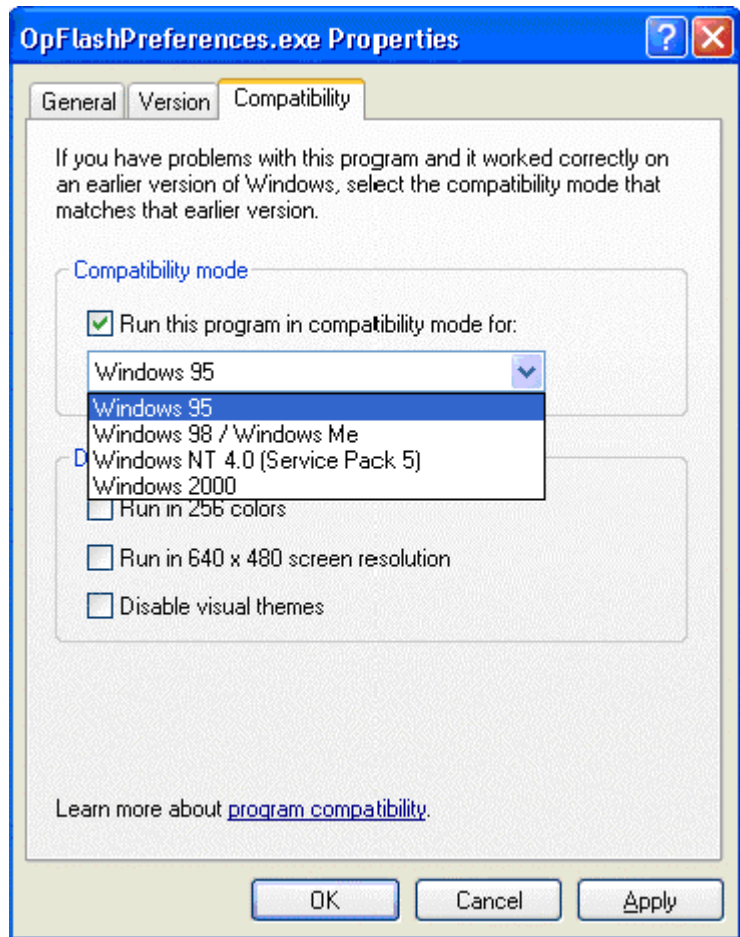 OpFlashPreferences.exe Properties
?
General Version Compatibility
If you have problems with this program and it worked correctly on
an earlier version of Windows, select the compatibility mode that
matches that earlier version.
Compatibility mode
Run this program in compatibility mode for:
Windows 95
Windows 95
Windows 98 / Windows Me
Windows NT 4.0 (Service Pack 5)
Windows 2000
D
Run in 256 colors
Run in 640 x 480 screen resolution
Disable visual themes
Learn more about program compatibility.
OK Cancel Apply